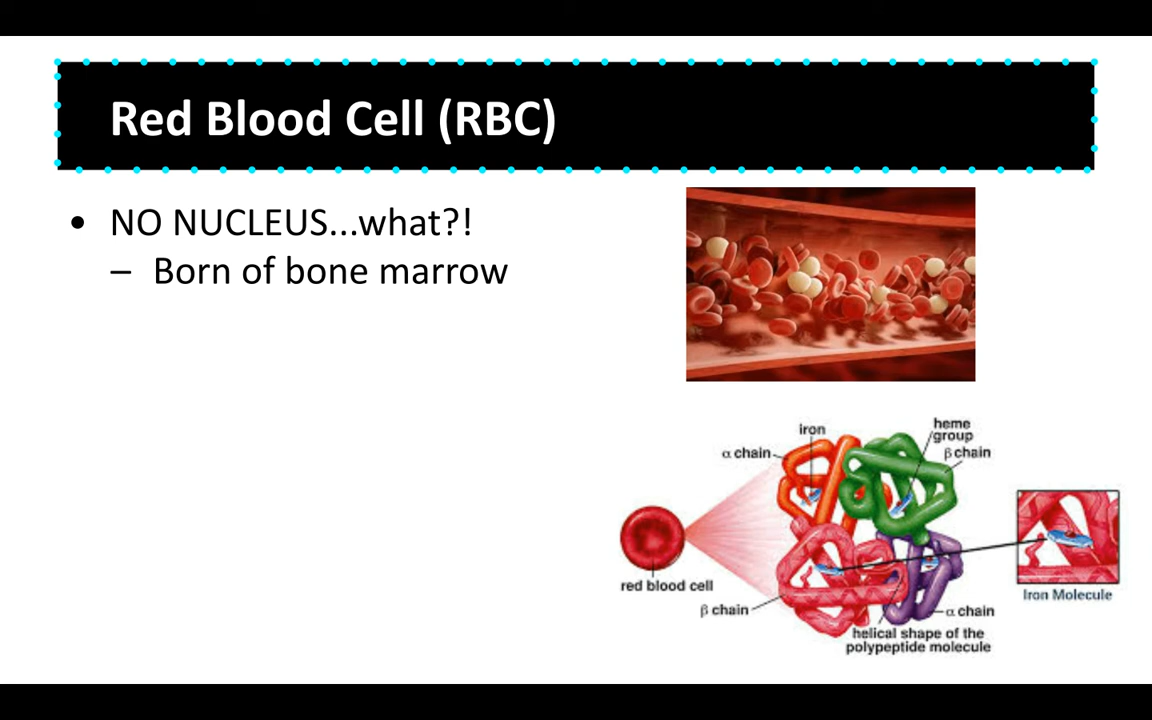 Red Blood Cell (RBC)
• NO NUCLEUS...what?!
– Born of bone marrow
iron
heme
group
α chain
β chain
red blood cell
β chain
α chain
helical shape of the
polypeptide molecule
Iron Molecule